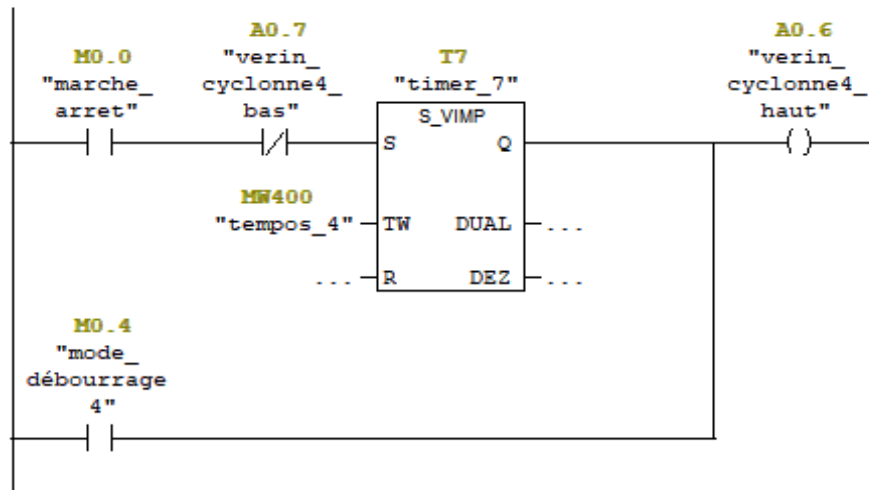 M0.0
"marche_
arret"
A0.7
"verin_
cyclonne4_
bas"
T7
"timer_7"
S_VIMP
S
Q
A0.6
"verin_
cyclonne4_
haut"
MW400
"tempos_4"
TW
DUAL
...
...
R
DEZ
...
M0.4
"mode_
débourrage
4"